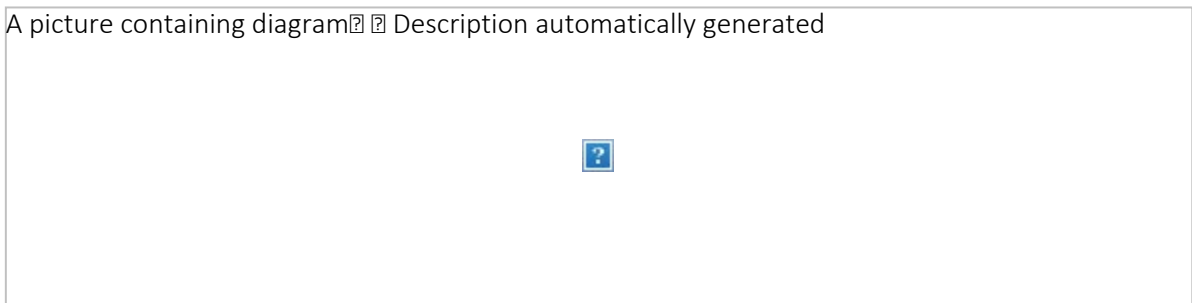 A picture containing diagram⍰ ⍰ Description automatically generated
?